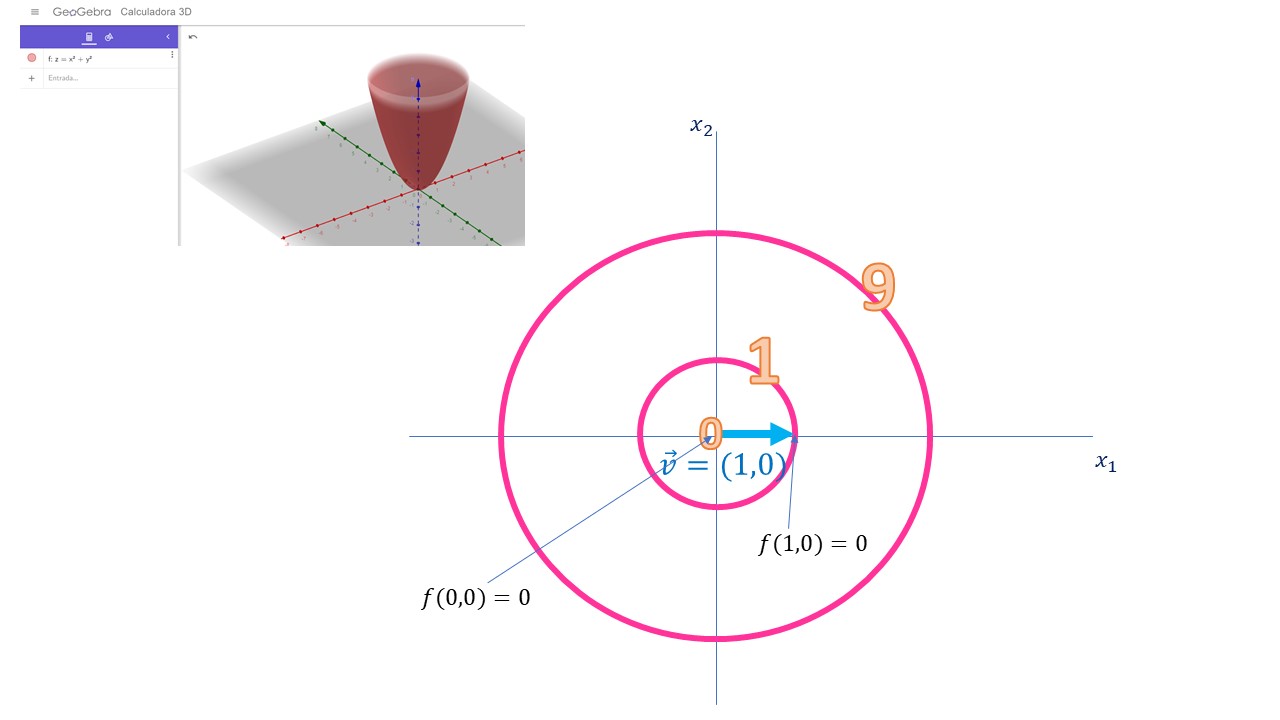 GeoGebra Calculadora 3D
f: z = x² + y²
Entrada...
x₂
9
1
0
v⃗ = (1,0)
x₁
f(1,0) = 0
f(0,0) = 0